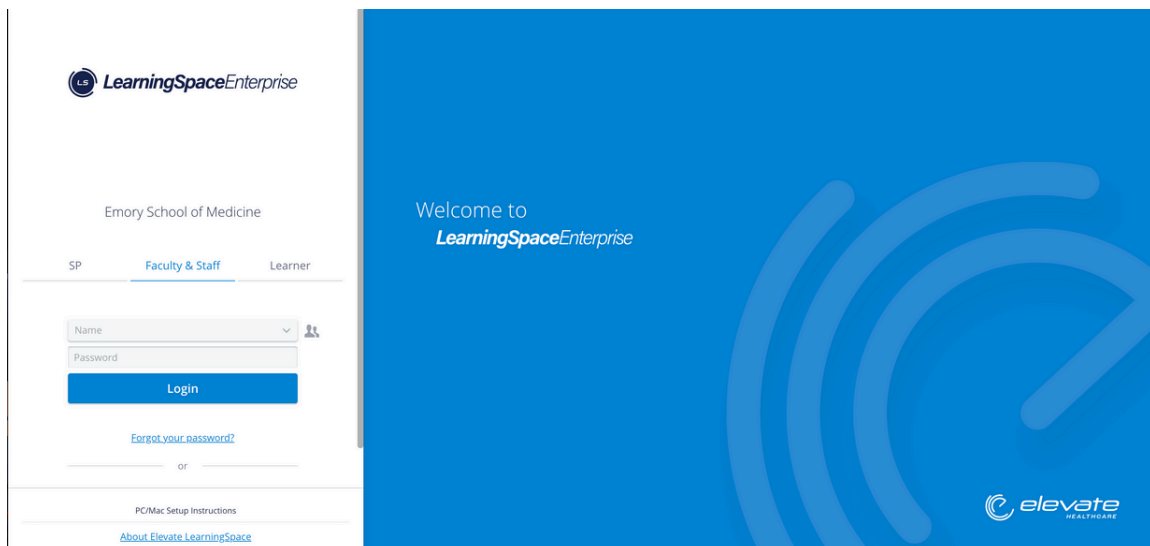 LS LearningSpaceEnterprise
Emory School of Medicine
SP Faculty & Staff Learner
Name
Password
Login
Forgot your password?
or
PC/Mac Setup Instructions
About Elevate LearningSpace
Welcome to
LearningSpaceEnterprise
elevate
HEALTHCARE